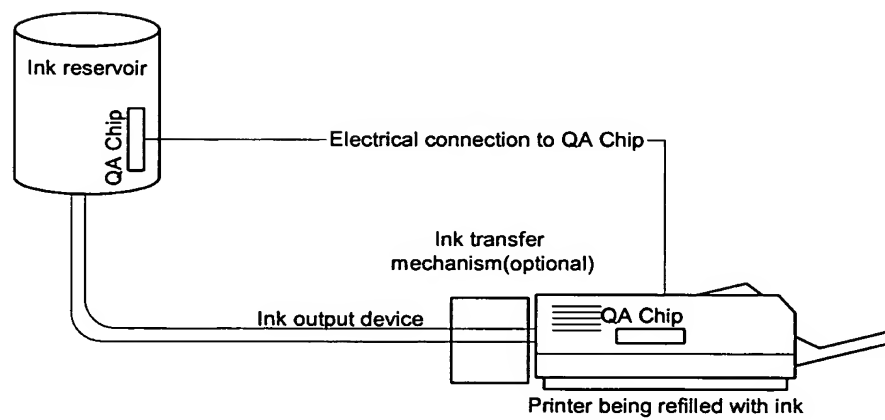 Ink reservoir
QA Chip
Electrical connection to QA Chip
Ink transfer
mechanism(optional)
Ink output device
QA Chip
Printer being refilled with ink